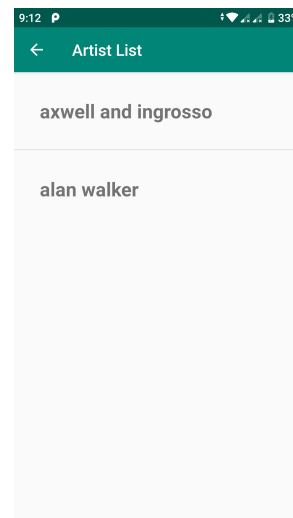 9:12 P 33%
Artist List
axwell and ingrosso
alan walker